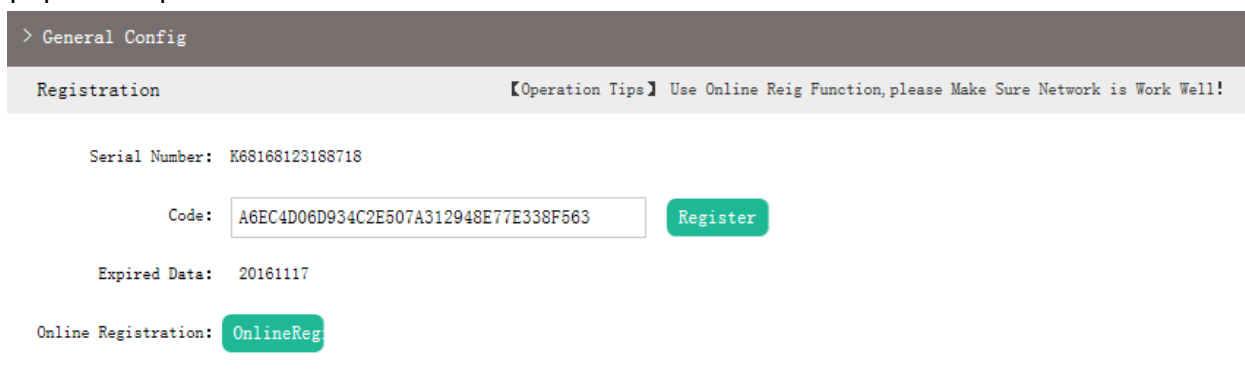 > General Config
Registration 【Operation Tips】 Use Online Reig Function,please Make Sure Network is Work Well!
Serial Number: K68168123188718
Code: A6EC4D06D934C2E507A312948E77E338F563 Register
Expired Data: 20161117
Online Registration: OnlineReg